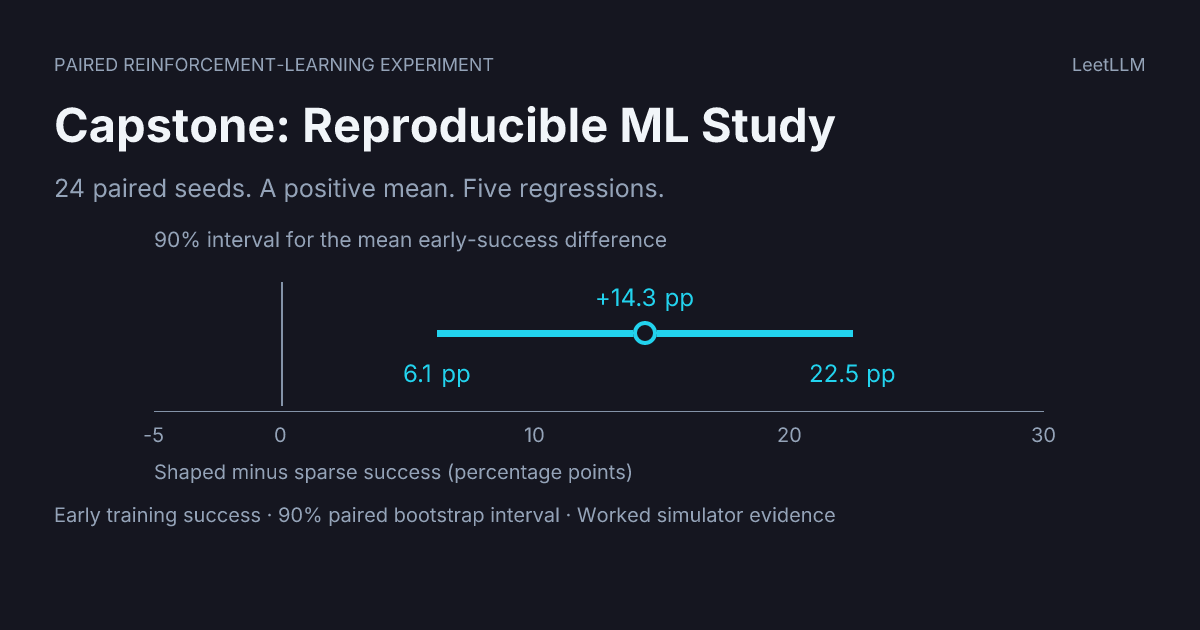 PAIRED REINFORCEMENT-LEARNING EXPERIMENT
LeetLLM
Capstone: Reproducible ML Study
24 paired seeds. A positive mean. Five regressions.
90% interval for the mean early-success difference
+14.3 pp
6.1 pp
22.5 pp
-5 0 10 20 30
Shaped minus sparse success (percentage points)
Early training success · 90% paired bootstrap interval · Worked simulator evidence